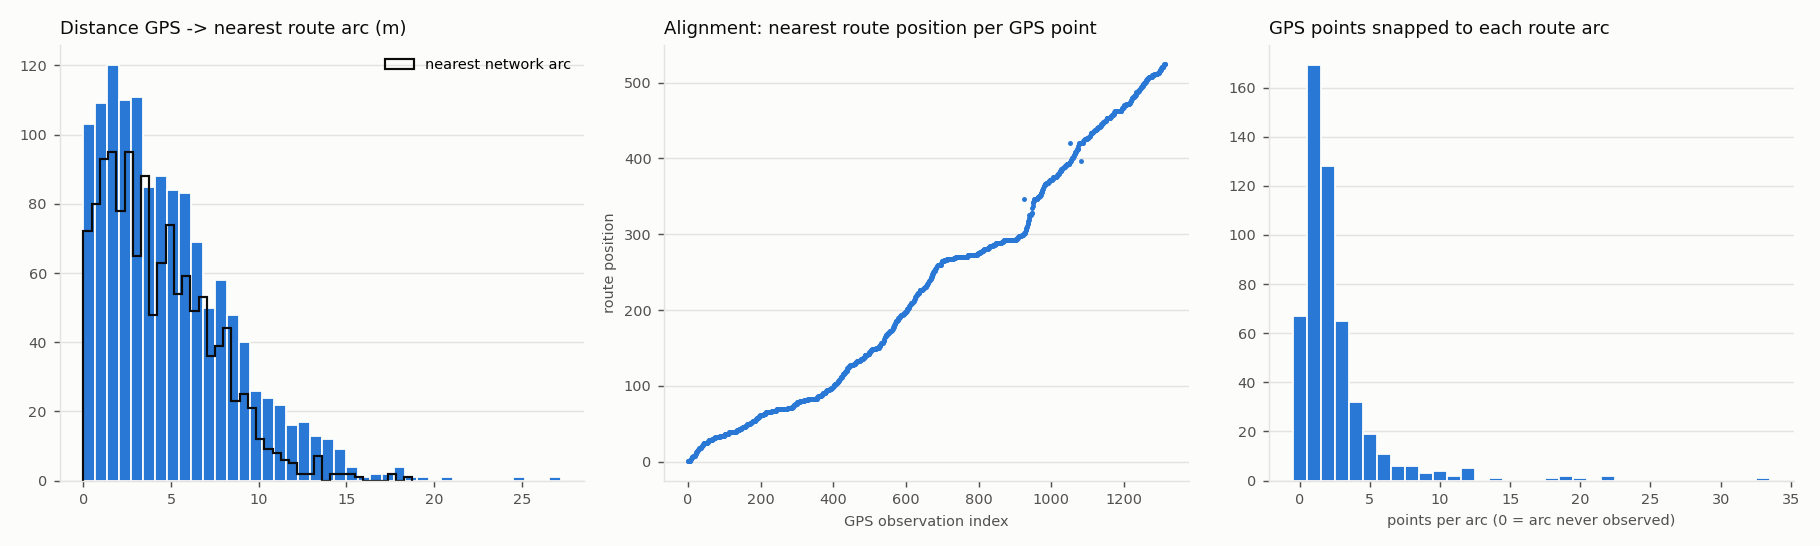 Distance GPS -> nearest route arc (m)
nearest network arc
120
100
80
60
40
20
0
0 5 10 15 20 25
Alignment: nearest route position per GPS point
route position
500
400
300
200
100
0
0 200 400 600 800 1000 1200
GPS observation index
GPS points snapped to each route arc
160
140
120
100
80
60
40
20
0
0 5 10 15 20 25 30 35
points per arc (0 = arc never observed)